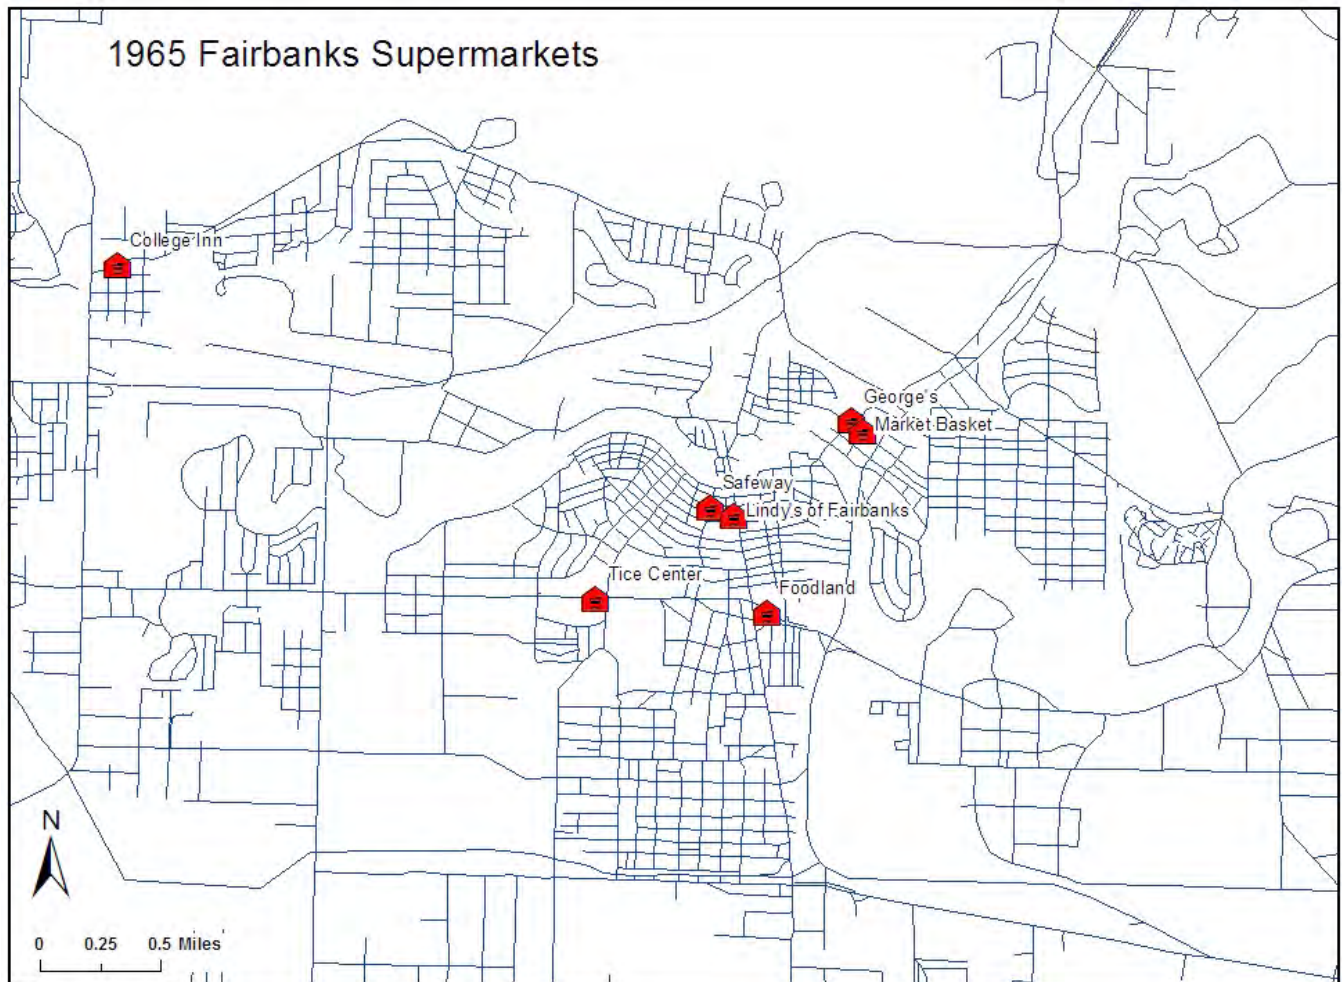 1965 Fairbanks Supermarkets
College Inn
George's
Market Basket
Safeway
Lindy's of Fairbanks
Tice Center
Foodland
N
0 0.25 0.5 Miles